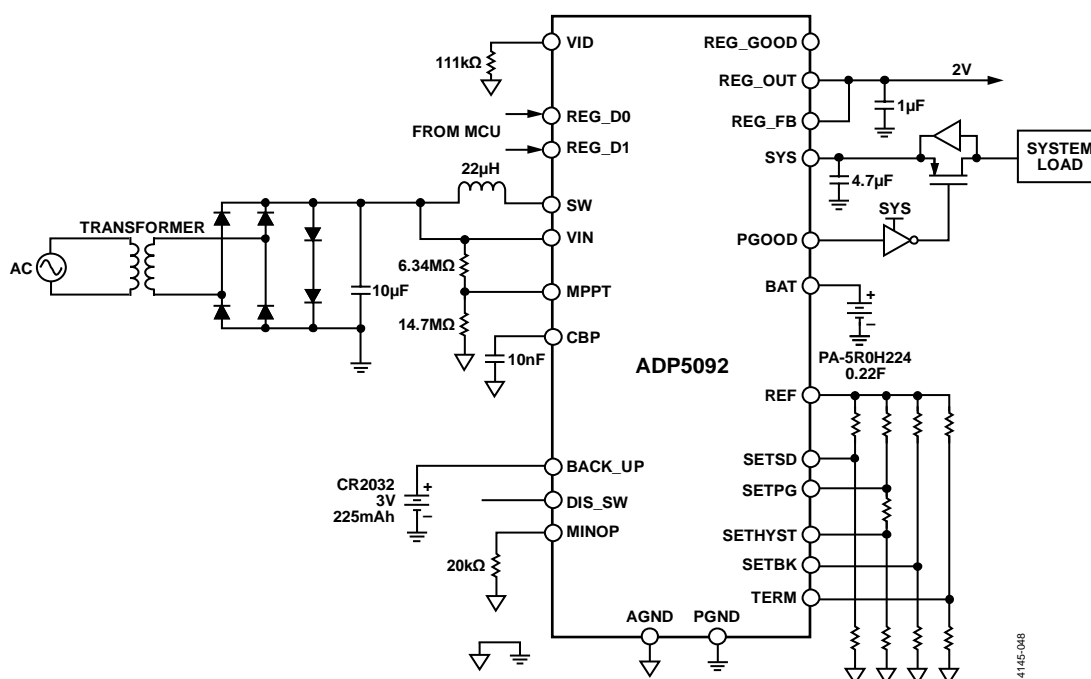 VID
REG_GOOD
111kΩ
REG_OUT
2V
1µF
REG_D0
FROM MCU
REG_D1
REG_FB
SYS
SYSTEM
LOAD
4.7µF
22µH
SW
TRANSFORMER
SYS
VIN
PGOOD
AC
6.34MΩ
10µF
MPPT
BAT
+
–
14.7MΩ
CBP
10nF
ADP5092
PA-5R0H224
0.22F
REF
BACK_UP
SETSD
CR2032
3V
225mAh
+
–
DIS_SW
SETPG
MINOP
SETHYST
20kΩ
SETBK
TERM
AGND
PGND
4145-048